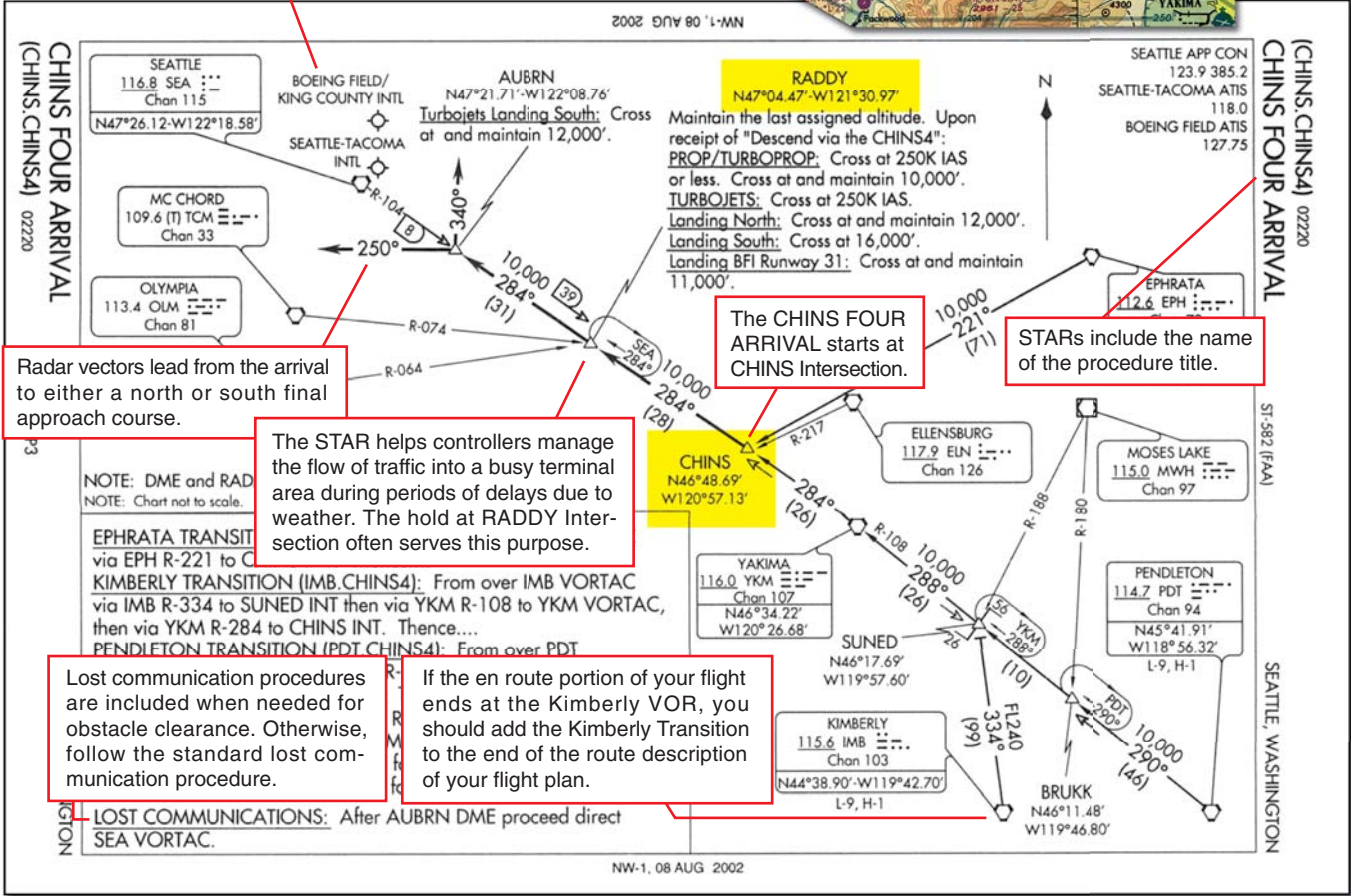 Packwood
2961
25
204
4300
YAKIMA
250
NW-1, 08 AUG 2002
CHINS FOUR ARRIVAL
(CHINS.CHINS4) 02220
SEATTLE
116.8 SEA
Chan 115
N47°26.12-W122°18.58'
BOEING FIELD/
KING COUNTY INTL
SEATTLE-TACOMA
INTL
AUBRN
N47°21.71'-W122°08.76'
Turbojets Landing South: Cross
at and maintain 12,000'.
RADDY
N47°04.47'-W121°30.97'
Maintain the last assigned altitude. Upon
receipt of "Descend via the CHINS4":
PROP/TURBOPROP: Cross at 250K IAS
or less. Cross at and maintain 10,000'.
TURBOJETS: Cross at 250K IAS.
Landing North: Cross at and maintain 12,000'.
Landing South: Cross at 16,000'.
Landing BFI Runway 31: Cross at and maintain
11,000'.
N
SEATTLE APP CON
123.9 385.2
SEATTLE-TACOMA ATIS
118.0
BOEING FIELD ATIS
127.75
(CHINS.CHINS4) 02220
CHINS FOUR ARRIVAL
MC CHORD
109.6 (T) TCM
Chan 33
R-104
8
340°
250°
OLYMPIA
113.4 OLM
Chan 81
R-074
R-064
10,000
284°
(31)
39
SEA
284°
10,000
284°
(28)
EPHRATA
112.6 EPH
10,000
221°
(71)
Radar vectors lead from the arrival
to either a north or south final
approach course.
The CHINS FOUR
ARRIVAL starts at
CHINS Intersection.
STARs include the name
of the procedure title.
The STAR helps controllers manage
the flow of traffic into a busy terminal
area during periods of delays due to
weather. The hold at RADDY Inter-
section often serves this purpose.
P3
CHINS
N46°48.69'
W120°57.13'
R-217
ELLENSBURG
117.9 ELN
Chan 126
MOSES LAKE
115.0 MWH
Chan 97
ST-582 (FAA)
NOTE: DME and RAD
NOTE: Chart not to scale.
284°
(26)
R-188
R-180
R-108
10,000
288°
(26)
YAKIMA
116.0 YKM
Chan 107
N46°34.22'
W120°26.68'
PENDLETON
114.7 PDT
Chan 94
N45°41.91'
W118°56.32'
L-9, H-1
EPHRATA TRANSIT
via EPH R-221 to C
KIMBERLY TRANSITION (IMB.CHINS4): From over IMB VORTAC
via IMB R-334 to SUNED INT then via YKM R-108 to YKM VORTAC,
then via YKM R-284 to CHINS INT. Thence....
PENDLETON TRANSITION (PDT.CHINS4): From over PDT
R-
R
M
fo
fo
SUNED
N46°17.69'
W119°57.60'
26
56
YKM
288°
(10)
PDT
290°
10,000
290°
(46)
FL240
334°
(99)
Lost communication procedures
are included when needed for
obstacle clearance. Otherwise,
follow the standard lost com-
munication procedure.
If the en route portion of your flight
ends at the Kimberly VOR, you
should add the Kimberly Transition
to the end of the route description
of your flight plan.
KIMBERLY
115.6 IMB
Chan 103
N44°38.90'-W119°42.70'
L-9, H-1
BRUKK
N46°11.48'
W119°46.80'
SEATTLE, WASHINGTON
NGTON
LOST COMMUNICATIONS: After AUBRN DME proceed direct
SEA VORTAC.
NW-1, 08 AUG 2002